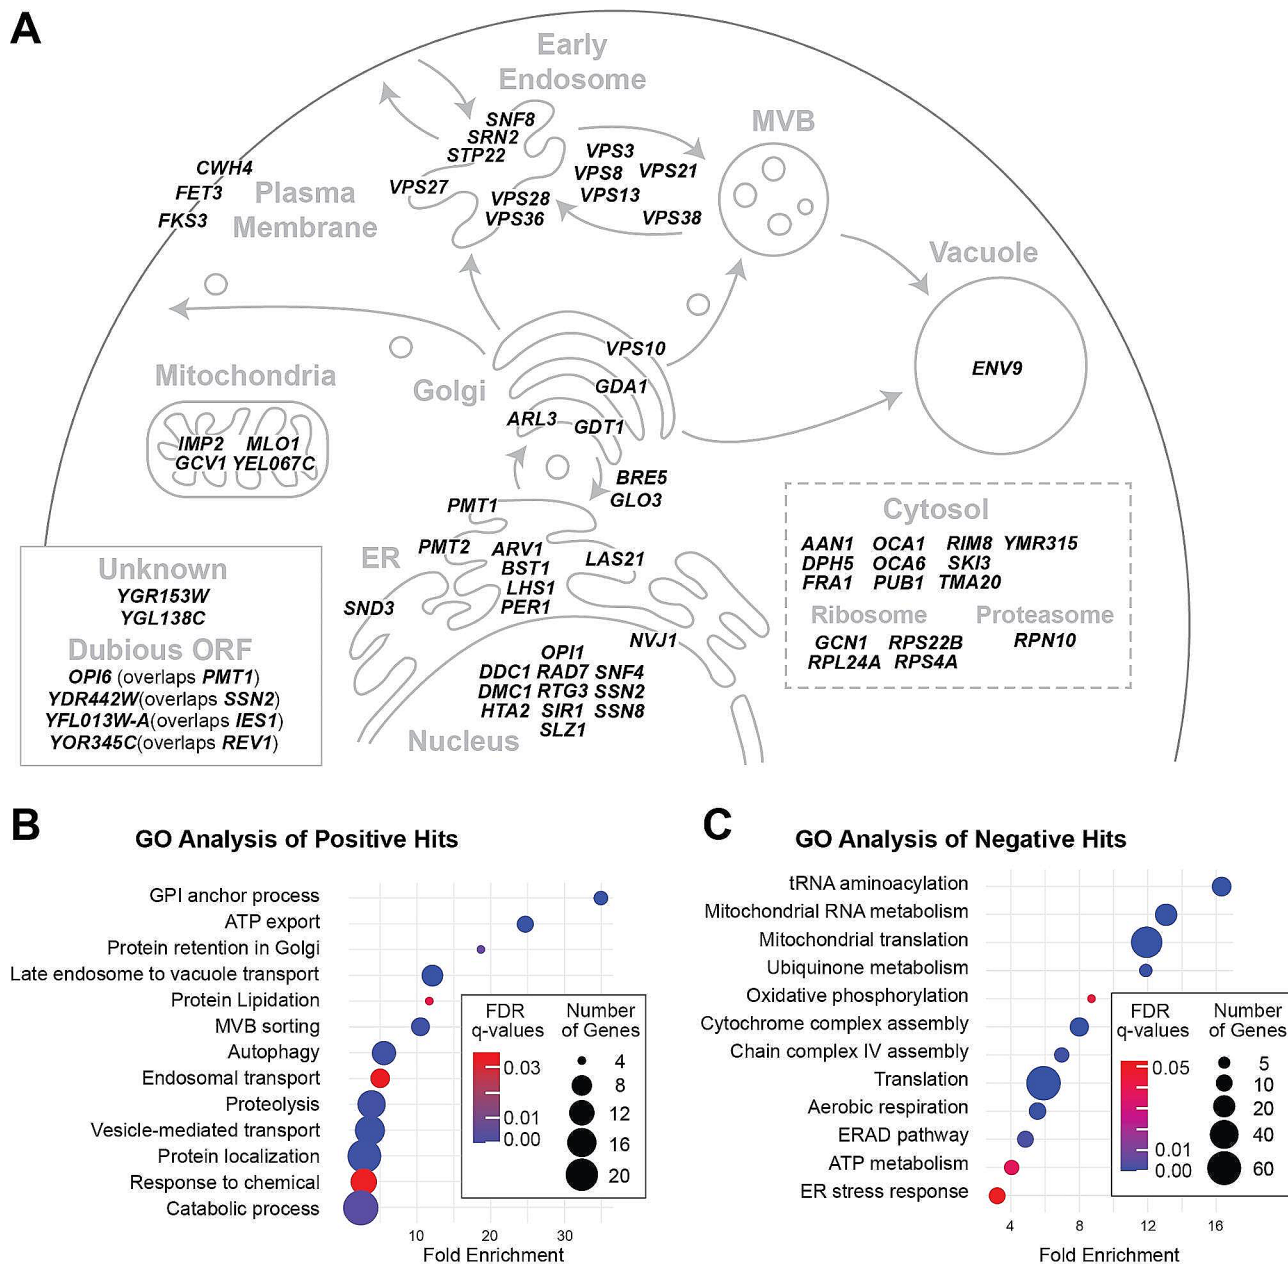 A
Early
Endosome
SNF8
SRN2
STP22
VPS27
VPS28
VPS36
VPS3
VPS8 VPS21
VPS13
VPS38
MVB
CWH4
FET3
FKS3
Plasma
Membrane
Vacuole
ENV9
Mitochondria
IMP2 MLO1
GCV1 YEL067C
Golgi
VPS10
GDA1
ARL3
GDT1
BRE5
GLO3
PMT1
ER
PMT2
ARV1
BST1
LHS1
PER1
LAS21
SND3
NVJ1
OPI1
DDC1 RAD7 SNF4
DMC1 RTG3 SSN2
HTA2 SIR1 SSN8
SLZ1
Nucleus
Cytosol
AAN1 OCA1 RIM8 YMR315
DPH5 OCA6 SKI3
FRA1 PUB1 TMA20
Ribosome Proteasome
GCN1 RPS22B RPN10
RPL24A RPS4A
Unknown
YGR153W
YGL138C
Dubious ORF
OPI6 (overlaps PMT1)
YDR442W(overlaps SSN2)
YFL013W-A(overlaps IES1)
YOR345C(overlaps REV1)
B
GO Analysis of Positive Hits
GPI anchor process
ATP export
Protein retention in Golgi
Late endosome to vacuole transport
Protein Lipidation
MVB sorting
Autophagy
Endosomal transport
Proteolysis
Vesicle-mediated transport
Protein localization
Response to chemical
Catabolic process
10 20 30
Fold Enrichment
FDR
q-values
0.03
0.01
0.00
Number
of Genes
4
8
12
16
20
C
GO Analysis of Negative Hits
tRNA aminoacylation
Mitochondrial RNA metabolism
Mitochondrial translation
Ubiquinone metabolism
Oxidative phosphorylation
Cytochrome complex assembly
Chain complex IV assembly
Translation
Aerobic respiration
ERAD pathway
ATP metabolism
ER stress response
4 8 12 16
Fold Enrichment
FDR
q-values
0.05
0.01
0.00
Number
of Genes
5
10
20
40
60